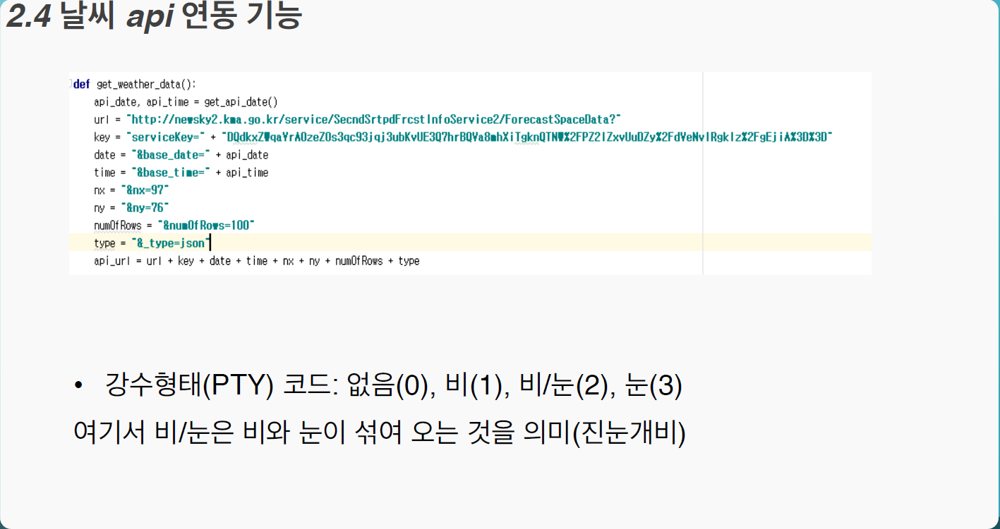 2.4 날씨 api 연동 기능
def get_weather_data():
api_date, api_time = get_api_date()
url = "http://newsky2.kma.go.kr/service/SecndSrtpdFrcstInfoService2/ForecastSpaceData?"
key = "serviceKey=" + "DQdkxZWqaYrAOzeZOs3qc93jqj3ubKvUE3Q7hrBQVa8mhXiTgknQTNW%2FPZ2lZxvUuDZy%2FdVeNvlRgklz%2FgEjiA%3D%3D"
date = "&base_date=" + api_date
time = "&base_time=" + api_time
nx = "&nx=97"
ny = "&ny=76"
numOfRows = "&numOfRows=100"
type = "&_type=json"
api_url = url + key + date + time + nx + ny + numOfRows + type
• 강수형태(PTY) 코드: 없음(0), 비(1), 비/눈(2), 눈(3)
여기서 비/눈은 비와 눈이 섞여 오는 것을 의미(진눈개비)